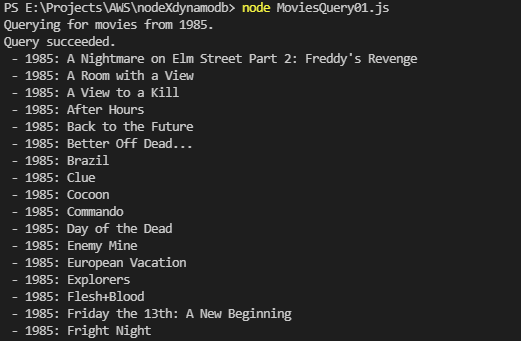 PS E:\Projects\AWS\nodeXdynamodb> node MoviesQuery01.js
Querying for movies from 1985.
Query succeeded.
- 1985: A Nightmare on Elm Street Part 2: Freddy's Revenge
- 1985: A Room with a View
- 1985: A View to a Kill
- 1985: After Hours
- 1985: Back to the Future
- 1985: Better Off Dead...
- 1985: Brazil
- 1985: Clue
- 1985: Cocoon
- 1985: Commando
- 1985: Day of the Dead
- 1985: Enemy Mine
- 1985: European Vacation
- 1985: Explorers
- 1985: Flesh+Blood
- 1985: Friday the 13th: A New Beginning
- 1985: Fright Night